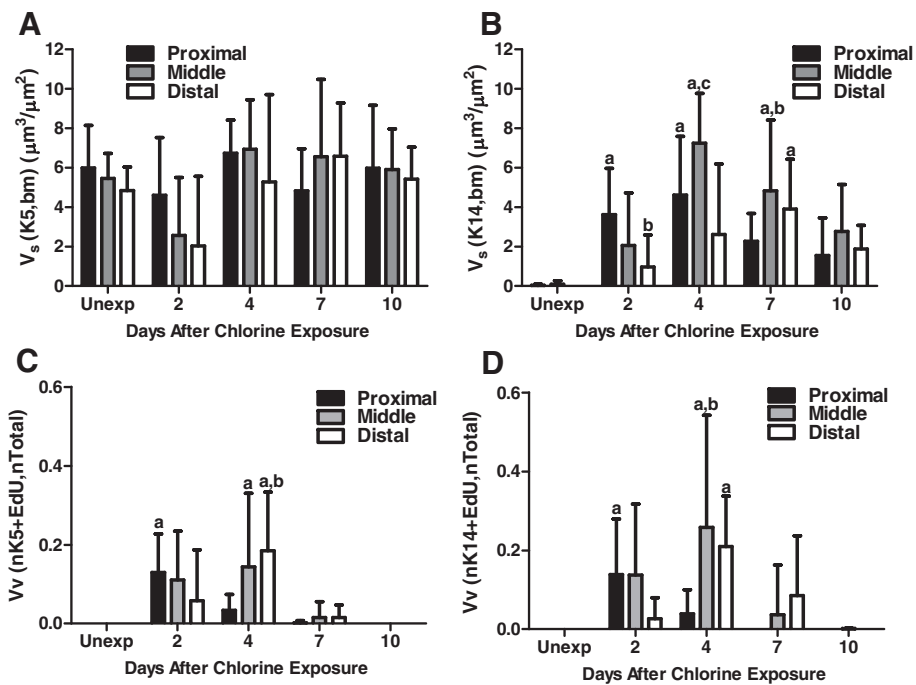 A
Proximal
Middle
Distal
Vs (K5,bm) (μm3/μm2)
12
10
8
6
4
2
0
Unexp 2 4 7 10
Days After Chlorine Exposure
B
Proximal
Middle
Distal
Vs (K14,bm) (μm3/μm2)
12
10
8
6
4
2
0
a
b
a
a,c
a,b
a
Unexp 2 4 7 10
Days After Chlorine Exposure
C
Proximal
Middle
Distal
Vv (nK5+EdU,nTotal)
0.6
0.4
0.2
0.0
a
a
a,b
Unexp 2 4 7 10
Days After Chlorine Exposure
D
Proximal
Middle
Distal
Vv (nK14+EdU,nTotal)
0.6
0.4
0.2
0.0
a
a,b
a
Unexp 2 4 7 10
Days After Chlorine Exposure